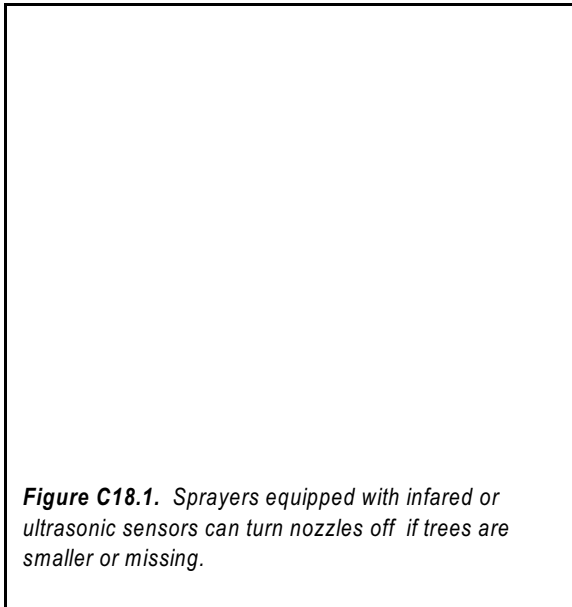 Figure C18.1. Sprayers equipped with infared or
ultrasonic sensors can turn nozzles off if trees are
smaller or missing.